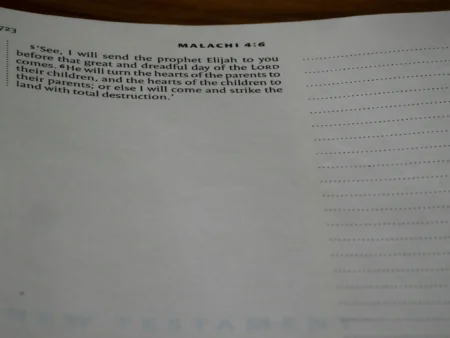 723
MALACHI 4:6
5‘See, I will send the prophet Elijah to you
before that great and dreadful day of the LORD
comes. 6He will turn the hearts of the parents to
their children, and the hearts of the children to
their parents; or else I will come and strike the
land with total destruction.’
NEW TESTAMENT